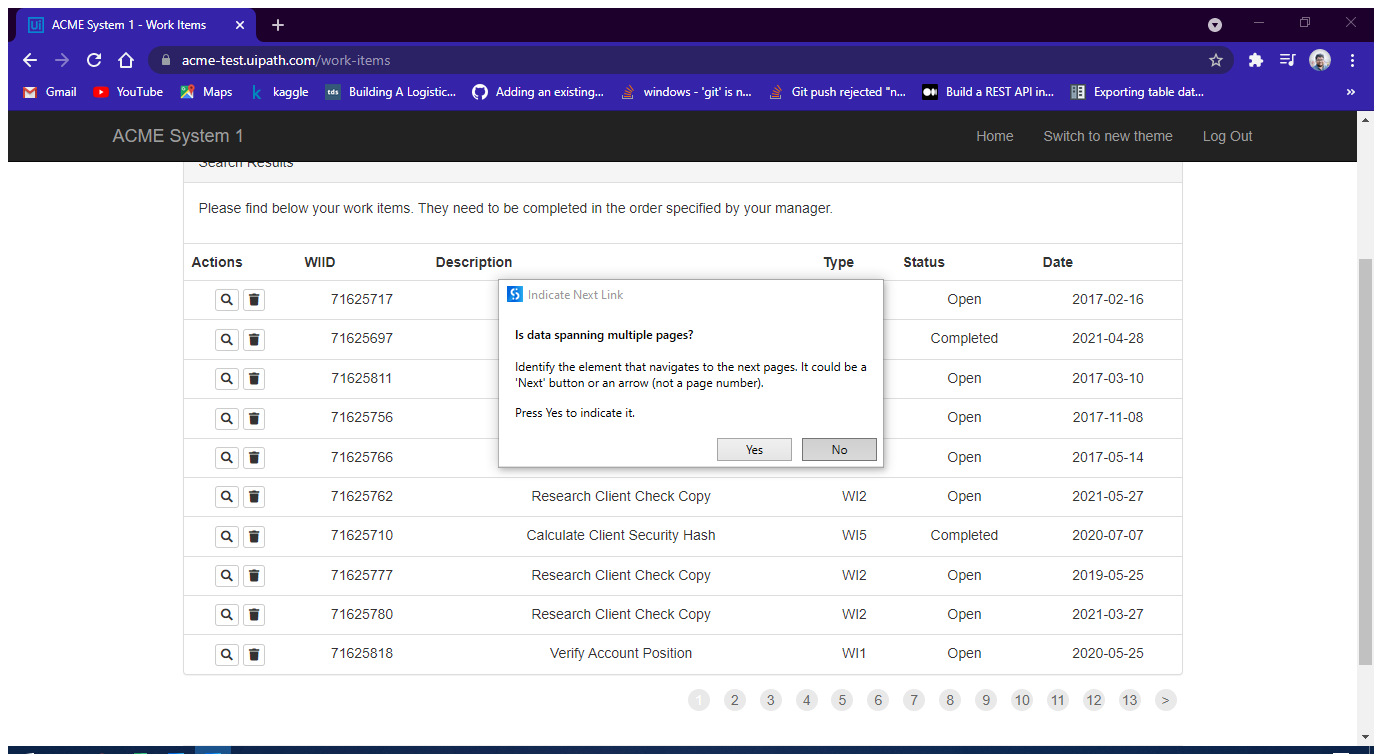 ACME System 1 - Work Items
acme-test.uipath.com/work-items
Gmail YouTube Maps kaggle tds Building A Logistic... Adding an existing... windows - 'git' is n... Git push rejected "n... Build a REST API in... Exporting table dat... »
ACME System 1 Home Switch to new theme Log Out
Search Results
Please find below your work items. They need to be completed in the order specified by your manager.
Actions WIID Description Type Status Date
71625717 Open 2017-02-16
71625697 Completed 2021-04-28
71625811 Open 2017-03-10
71625756 Open 2017-11-08
71625766 Open 2017-05-14
Indicate Next Link
Is data spanning multiple pages?
Identify the element that navigates to the next pages. It could be a
'Next' button or an arrow (not a page number).
Press Yes to indicate it.
Yes No
71625762 Research Client Check Copy WI2 Open 2021-05-27
71625710 Calculate Client Security Hash WI5 Completed 2020-07-07
71625777 Research Client Check Copy WI2 Open 2019-05-25
71625780 Research Client Check Copy WI2 Open 2021-03-27
71625818 Verify Account Position WI1 Open 2020-05-25
1 2 3 4 5 6 7 8 9 10 11 12 13 >